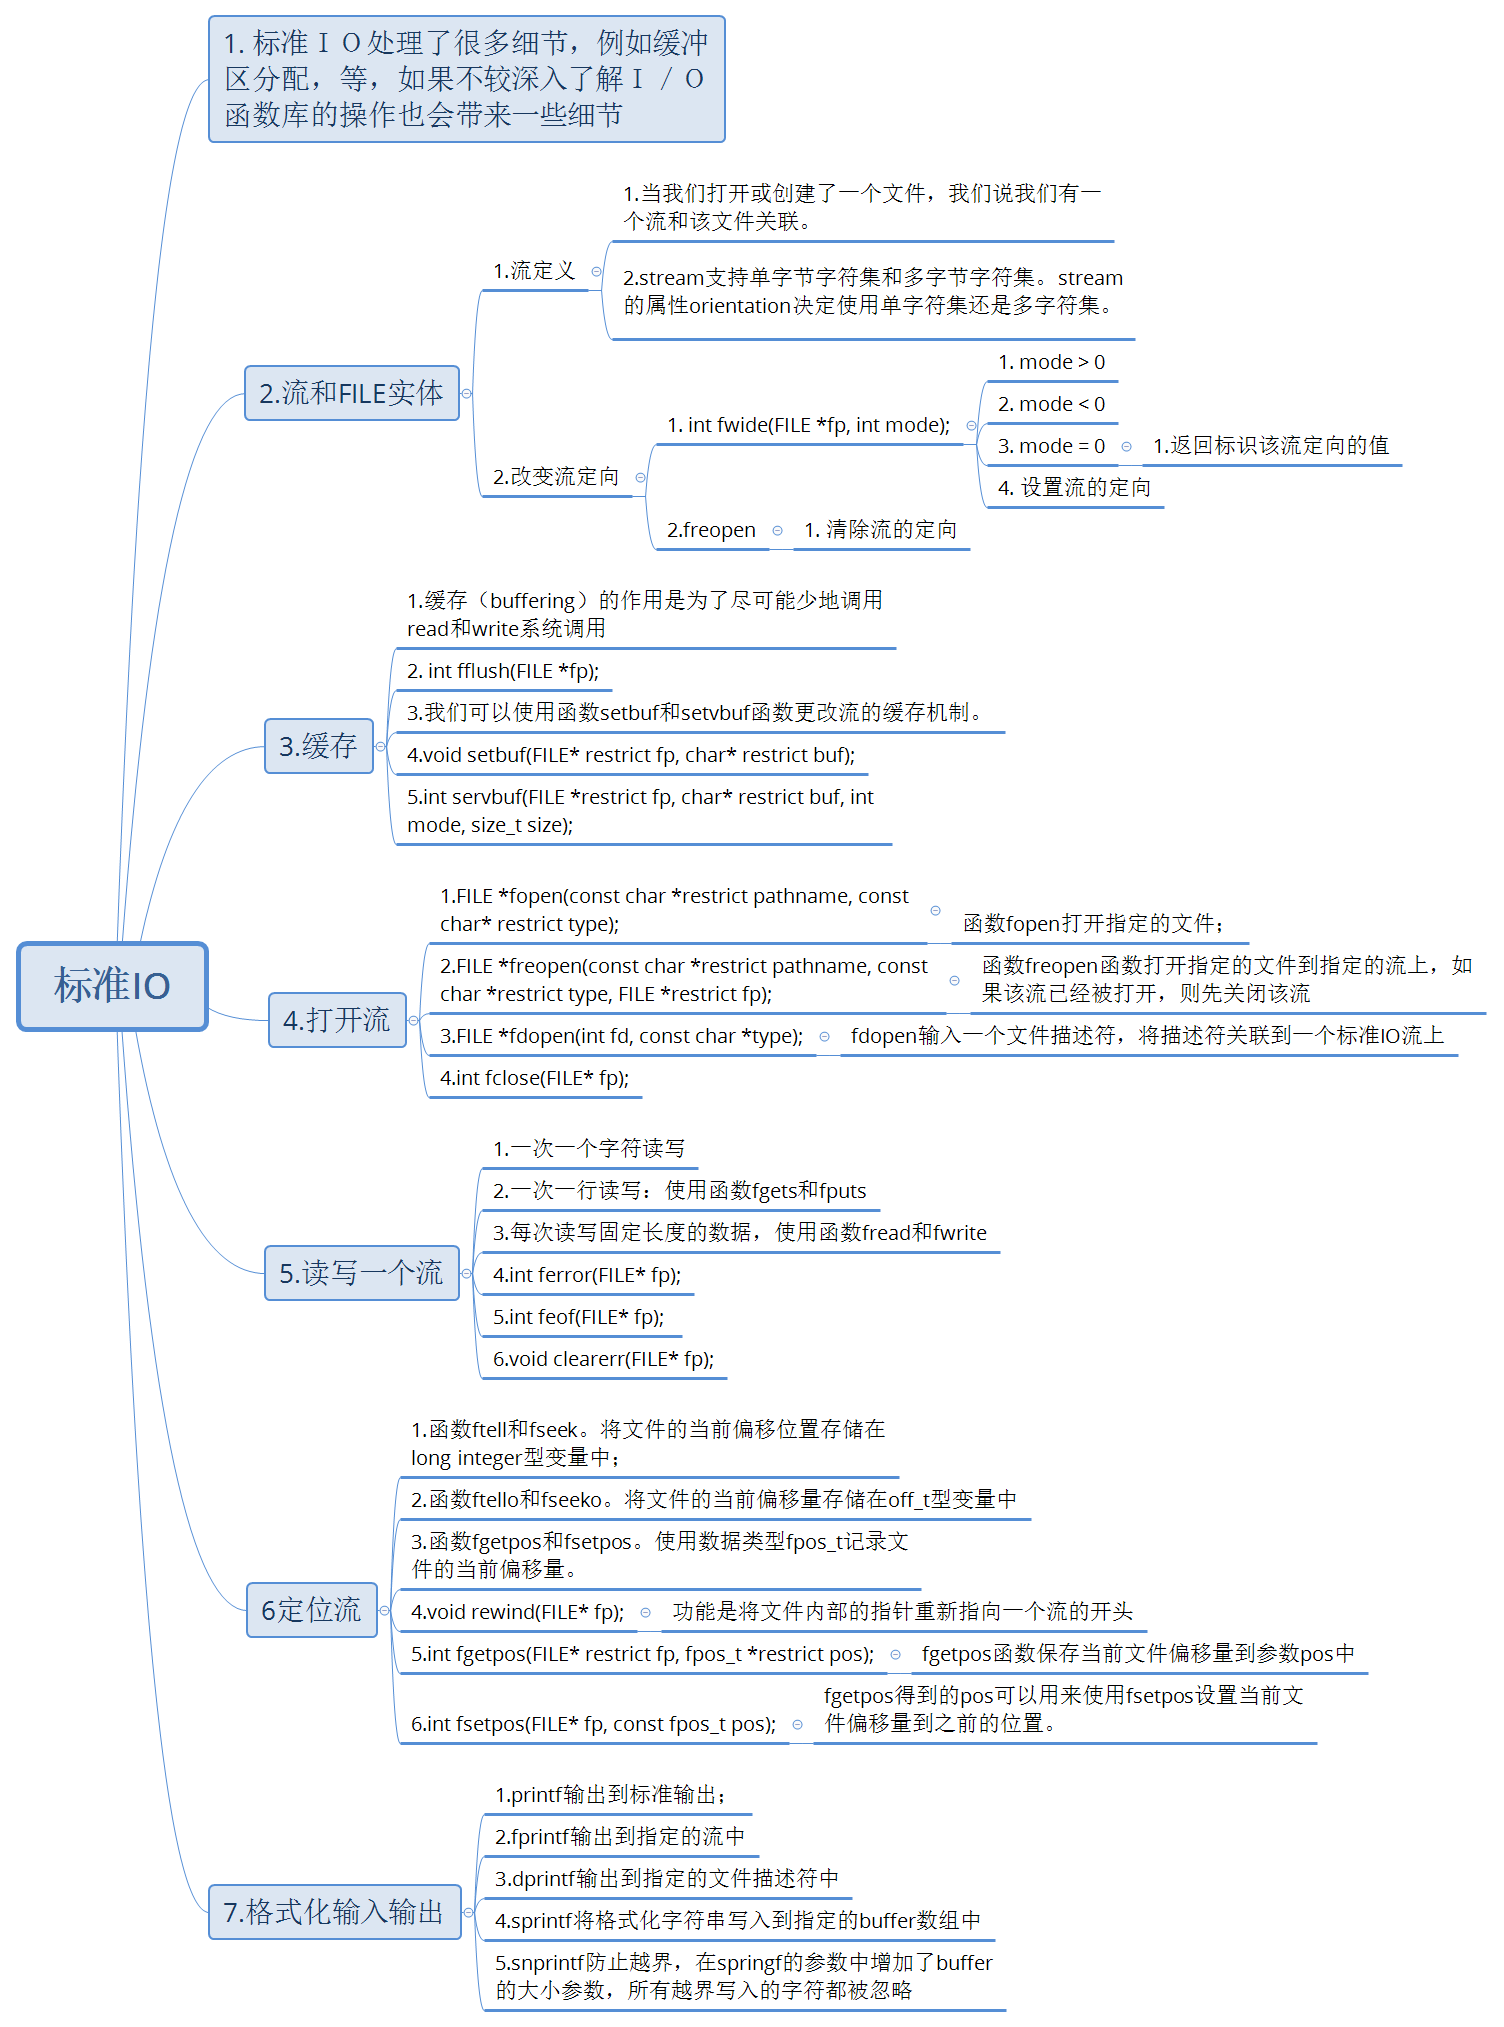 1. 标准ＩＯ处理了很多细节，例如缓冲
区分配，等，如果不较深入了解Ｉ／Ｏ
函数库的操作也会带来一些细节
1.当我们打开或创建了一个文件，我们说我们有一
个流和该文件关联。
1.流定义
2.stream支持单字节字符集和多字节字符集。stream
的属性orientation决定使用单字符集还是多字符集。
2.流和FILE实体
1. mode > 0
2. mode < 0
1. int fwide(FILE *fp, int mode);
3. mode = 0
1.返回标识该流定向的值
2.改变流定向
4. 设置流的定向
2.freopen
1. 清除流的定向
1.缓存（buffering）的作用是为了尽可能少地调用
read和write系统调用
2. int fflush(FILE *fp);
3.我们可以使用函数setbuf和setvbuf函数更改流的缓存机制。
3.缓存
4.void setbuf(FILE* restrict fp, char* restrict buf);
5.int servbuf(FILE *restrict fp, char* restrict buf, int
mode, size_t size);
标准IO
1.FILE *fopen(const char *restrict pathname, const
char* restrict type);
函数fopen打开指定的文件；
2.FILE *freopen(const char *restrict pathname, const
char *restrict type, FILE *restrict fp);
函数freopen函数打开指定的文件到指定的流上，如
果该流已经被打开，则先关闭该流
4.打开流
3.FILE *fdopen(int fd, const char *type);
fdopen输入一个文件描述符，将描述符关联到一个标准IO流上
4.int fclose(FILE* fp);
1.一次一个字符读写
2.一次一行读写：使用函数fgets和fputs
3.每次读写固定长度的数据，使用函数fread和fwrite
5.读写一个流
4.int ferror(FILE* fp);
5.int feof(FILE* fp);
6.void clearerr(FILE* fp);
1.函数ftell和fseek。将文件的当前偏移位置存储在
long integer型变量中；
2.函数ftello和fseeko。将文件的当前偏移量存储在off_t型变量中
3.函数fgetpos和fsetpos。使用数据类型fpos_t记录文
件的当前偏移量。
6定位流
4.void rewind(FILE* fp);
功能是将文件内部的指针重新指向一个流的开头
5.int fgetpos(FILE* restrict fp, fpos_t *restrict pos);
fgetpos函数保存当前文件偏移量到参数pos中
6.int fsetpos(FILE* fp, const fpos_t pos);
fgetpos得到的pos可以用来使用fsetpos设置当前文
件偏移量到之前的位置。
1.printf输出到标准输出；
2.fprintf输出到指定的流中
3.dprintf输出到指定的文件描述符中
7.格式化输入输出
4.sprintf将格式化字符串写入到指定的buffer数组中
5.snprintf防止越界，在springf的参数中增加了buffer
的大小参数，所有越界写入的字符都被忽略